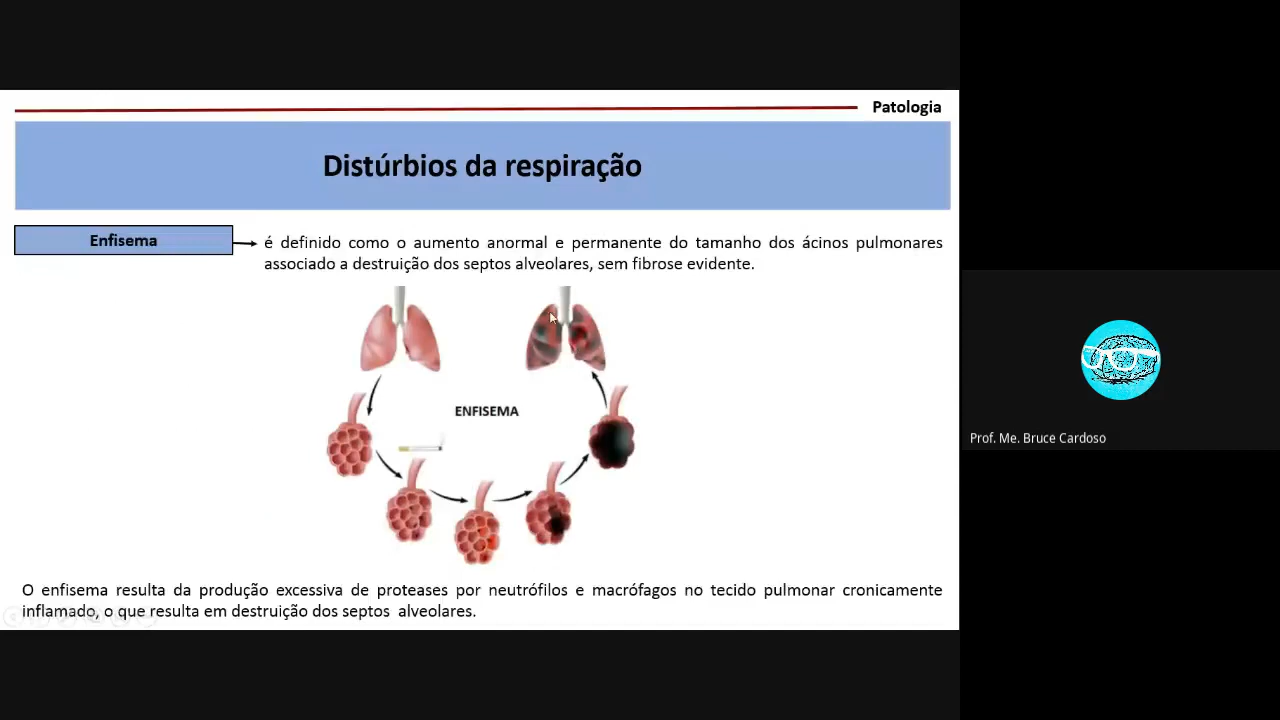 Patologia
Distúrbios da respiração
Enfisema
é definido como o aumento anormal e permanente do tamanho dos ácinos pulmonares
associado a destruição dos septos alveolares, sem fibrose evidente.
ENFISEMA
Prof. Me. Bruce Cardoso
O enfisema resulta da produção excessiva de proteases por neutrófilos e macrófagos no tecido pulmonar cronicamente
inflamado, o que resulta em destruição dos septos alveolares.